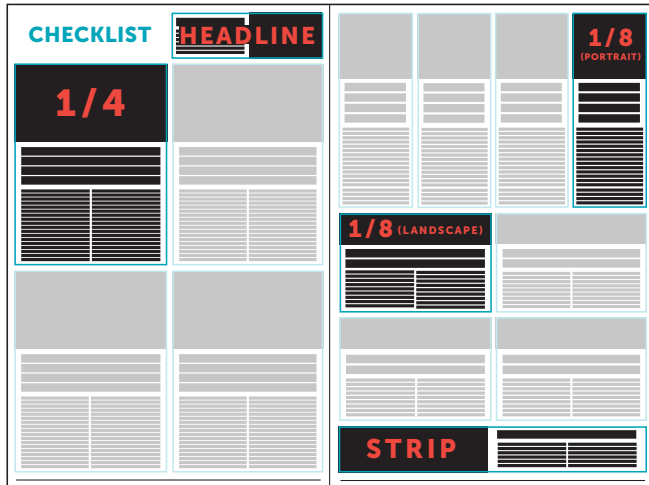 CHECKLIST
HEADLINE
1/4
1/8
(PORTRAIT)
1/8 (LANDSCAPE)
STRIP